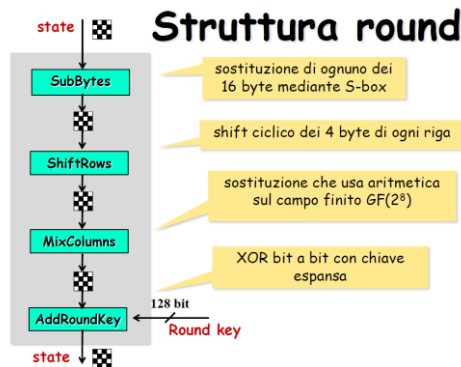 Struttura round
state
SubBytes
sostituzione di ognuno dei
16 byte mediante S-box
shift ciclico dei 4 byte di ogni riga
ShiftRows
sostituzione che usa aritmetica
sul campo finito GF(2⁸)
MixColumns
XOR bit a bit con chiave
espansa
128 bit
AddRoundKey
Round key
state